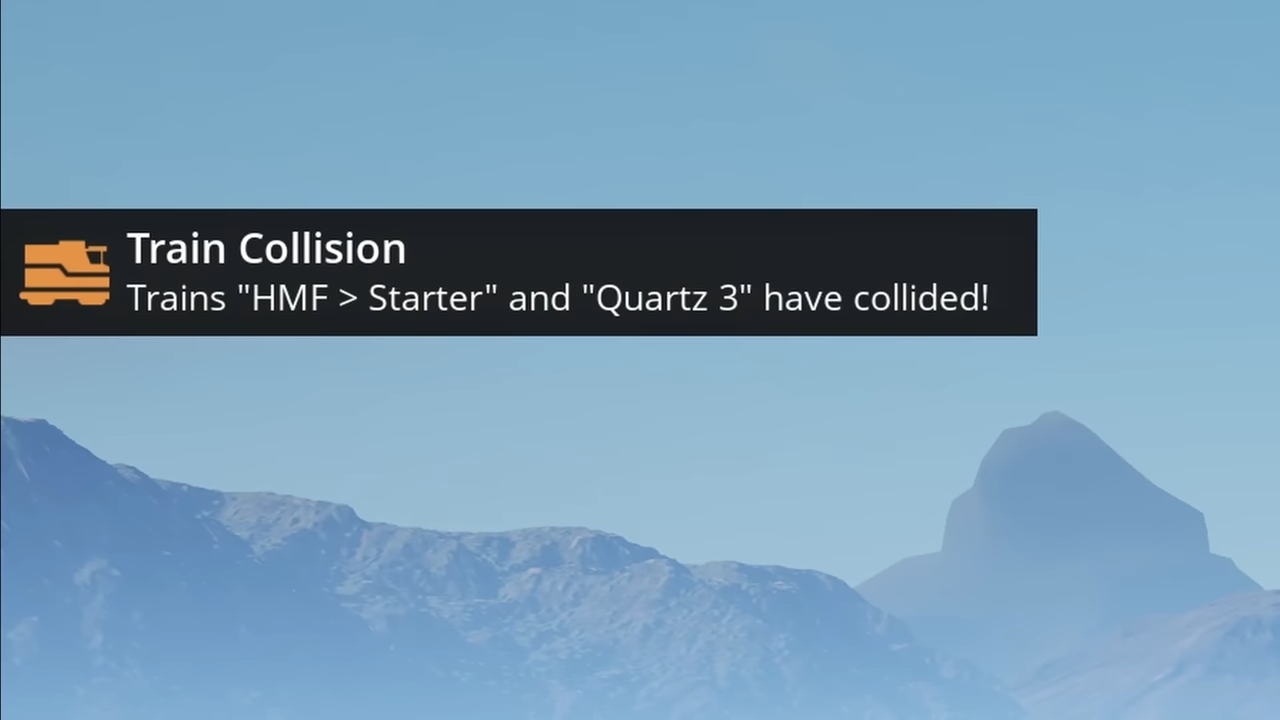 Train Collision
Trains "HMF > Starter" and "Quartz 3" have collided!